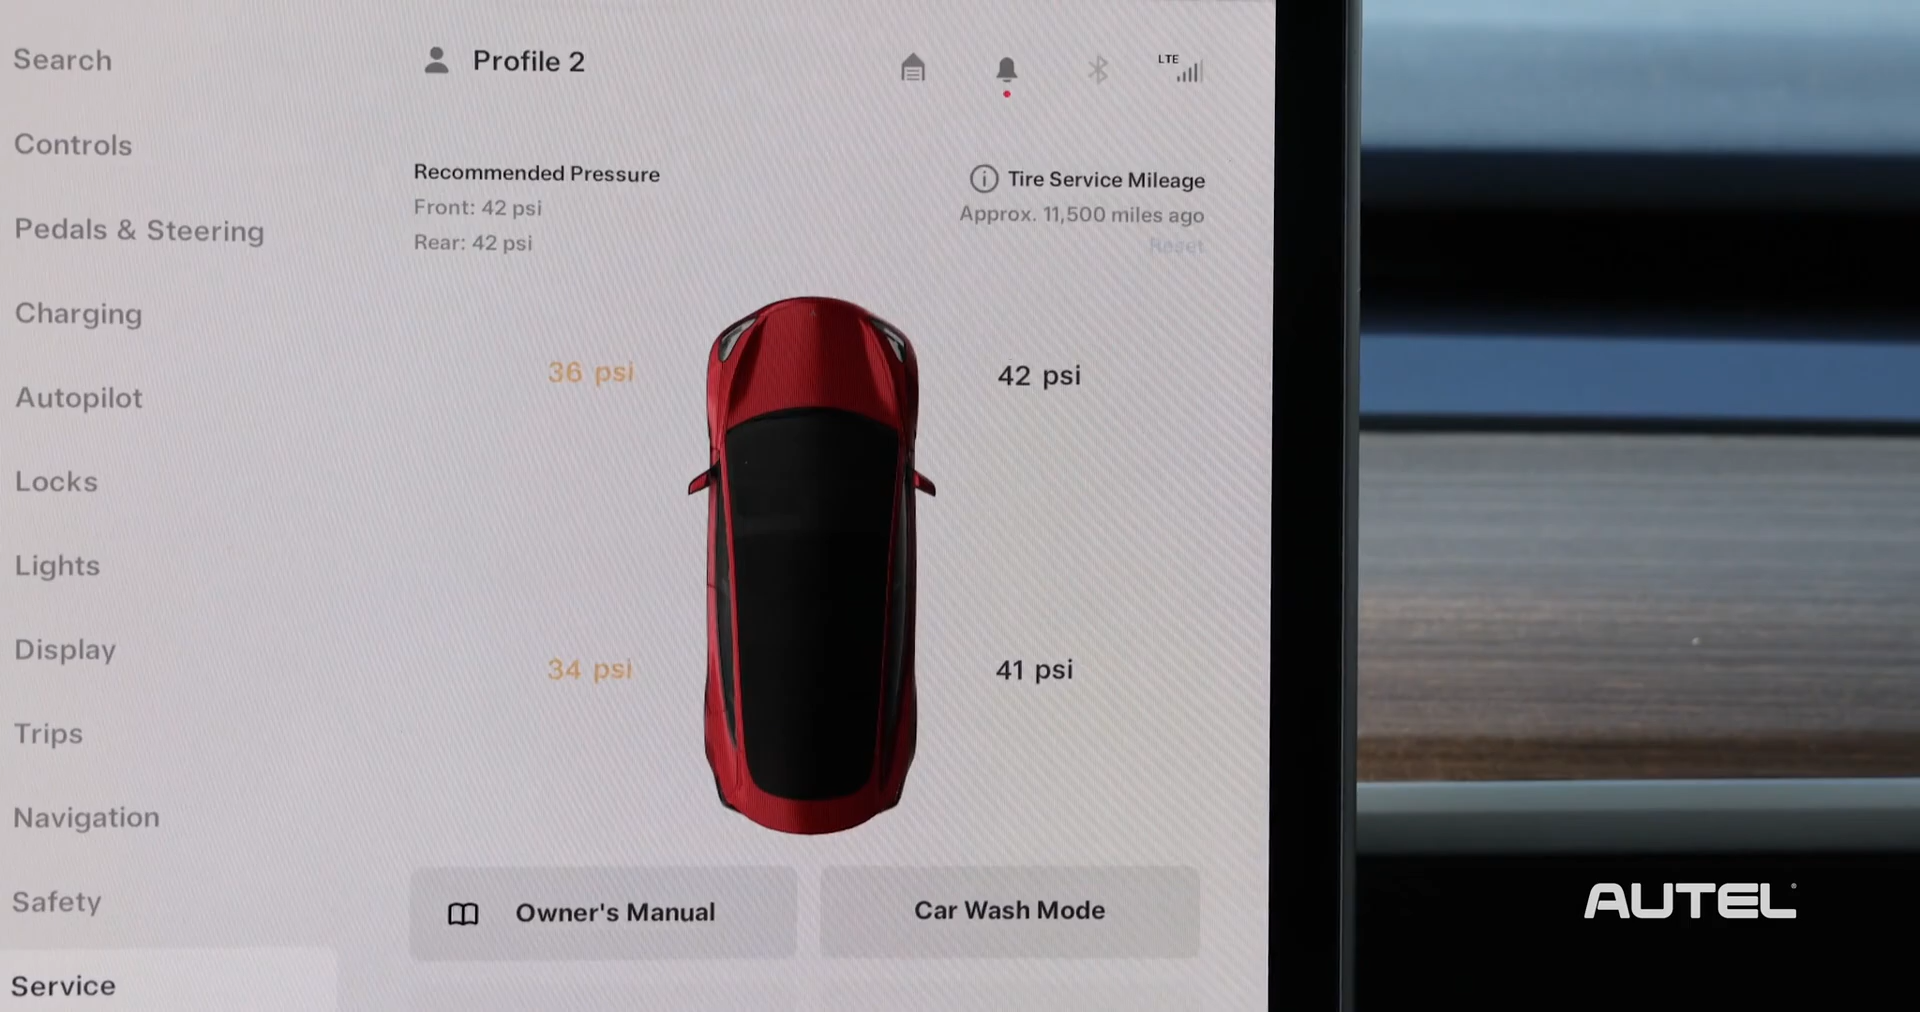 Search
Controls
Pedals & Steering
Charging
Autopilot
Locks
Lights
Display
Trips
Navigation
Safety
Service
Profile 2
LTE
Recommended Pressure
Front: 42 psi
Rear: 42 psi
Tire Service Mileage
Approx. 11,500 miles ago
Reset
36 psi
42 psi
34 psi
41 psi
Owner's Manual
Car Wash Mode
AUTEL